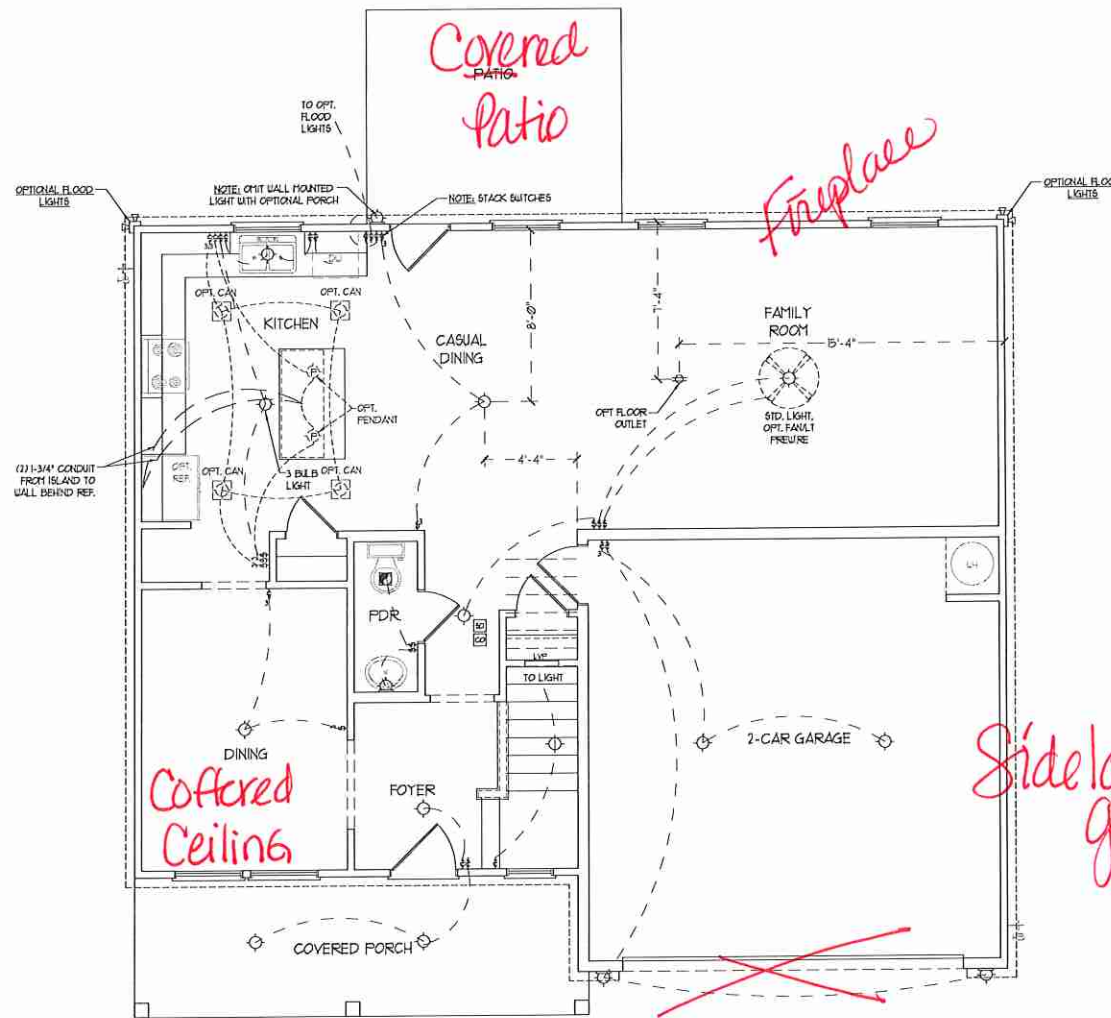 Covered
PATIO
Patio
TO OPT.
FLOOD
LIGHTS
Fireplace
OPTIONAL FLOOD
LIGHTS
NOTE: OMIT WALL MOUNTED
LIGHT WITH OPTIONAL PORCH
NOTE: STACK SWITCHES
OPTIONAL FLOO
LIGHTS
OPT. CAN
OPT. CAN
KITCHEN
CASUAL
DINING
8'-0"
7'-4"
FAMILY
ROOM
15'-4"
OPT FLOOR
OUTLET
STD. LIGHT,
OPT. FAN/LT
PREWIRE
P
P
OPT.
PENDANT
(2) 1-3/4" CONDUIT
FROM ISLAND TO
WALL BEHIND REF.
OPT.
REF.
OPT. CAN
3 BULB
LIGHT
OPT. CAN
4'-4"
PDR
TO LIGHT
DINING
Coffered
Ceiling
FOYER
2-CAR GARAGE
Sidelo
g
COVERED PORCH